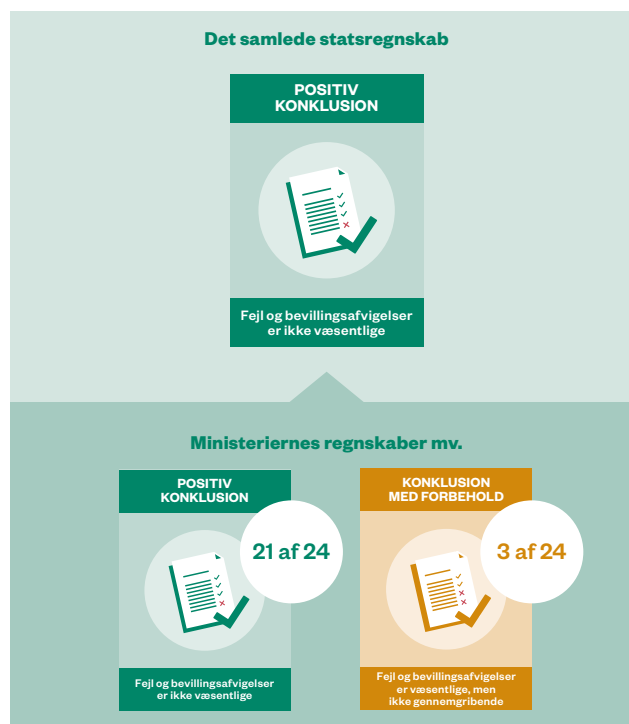 Det samlede statsregnskab
POSITIV
KONKLUSION
Fejl og bevillingsafvigelser
er ikke væsentlige
Ministeriernes regnskaber mv.
POSITIV
KONKLUSION
21 af 24
Fejl og bevillingsafvigelser
er ikke væsentlige
KONKLUSION
MED FORBEHOLD
3 af 24
Fejl og bevillingsafvigelser
er væsentlige, men
ikke gennemgribende